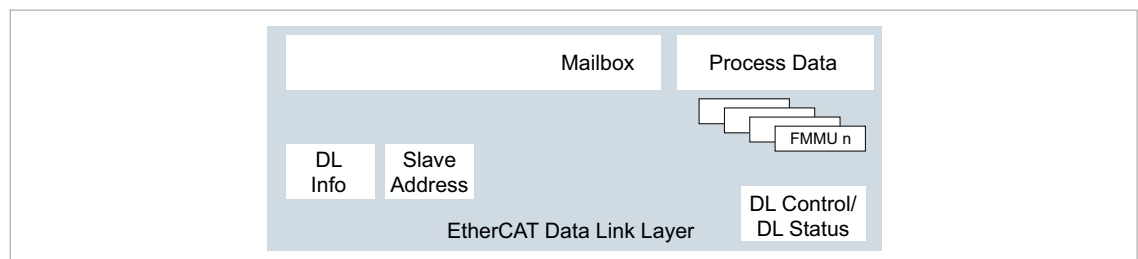 Mailbox
Process Data
FMMU n
DL
Info
Slave
Address
DL Control/
DL Status
EtherCAT Data Link Layer